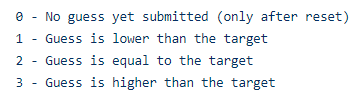 0 - No guess yet submitted (only after reset)
1 - Guess is lower than the target
2 - Guess is equal to the target
3 - Guess is higher than the target